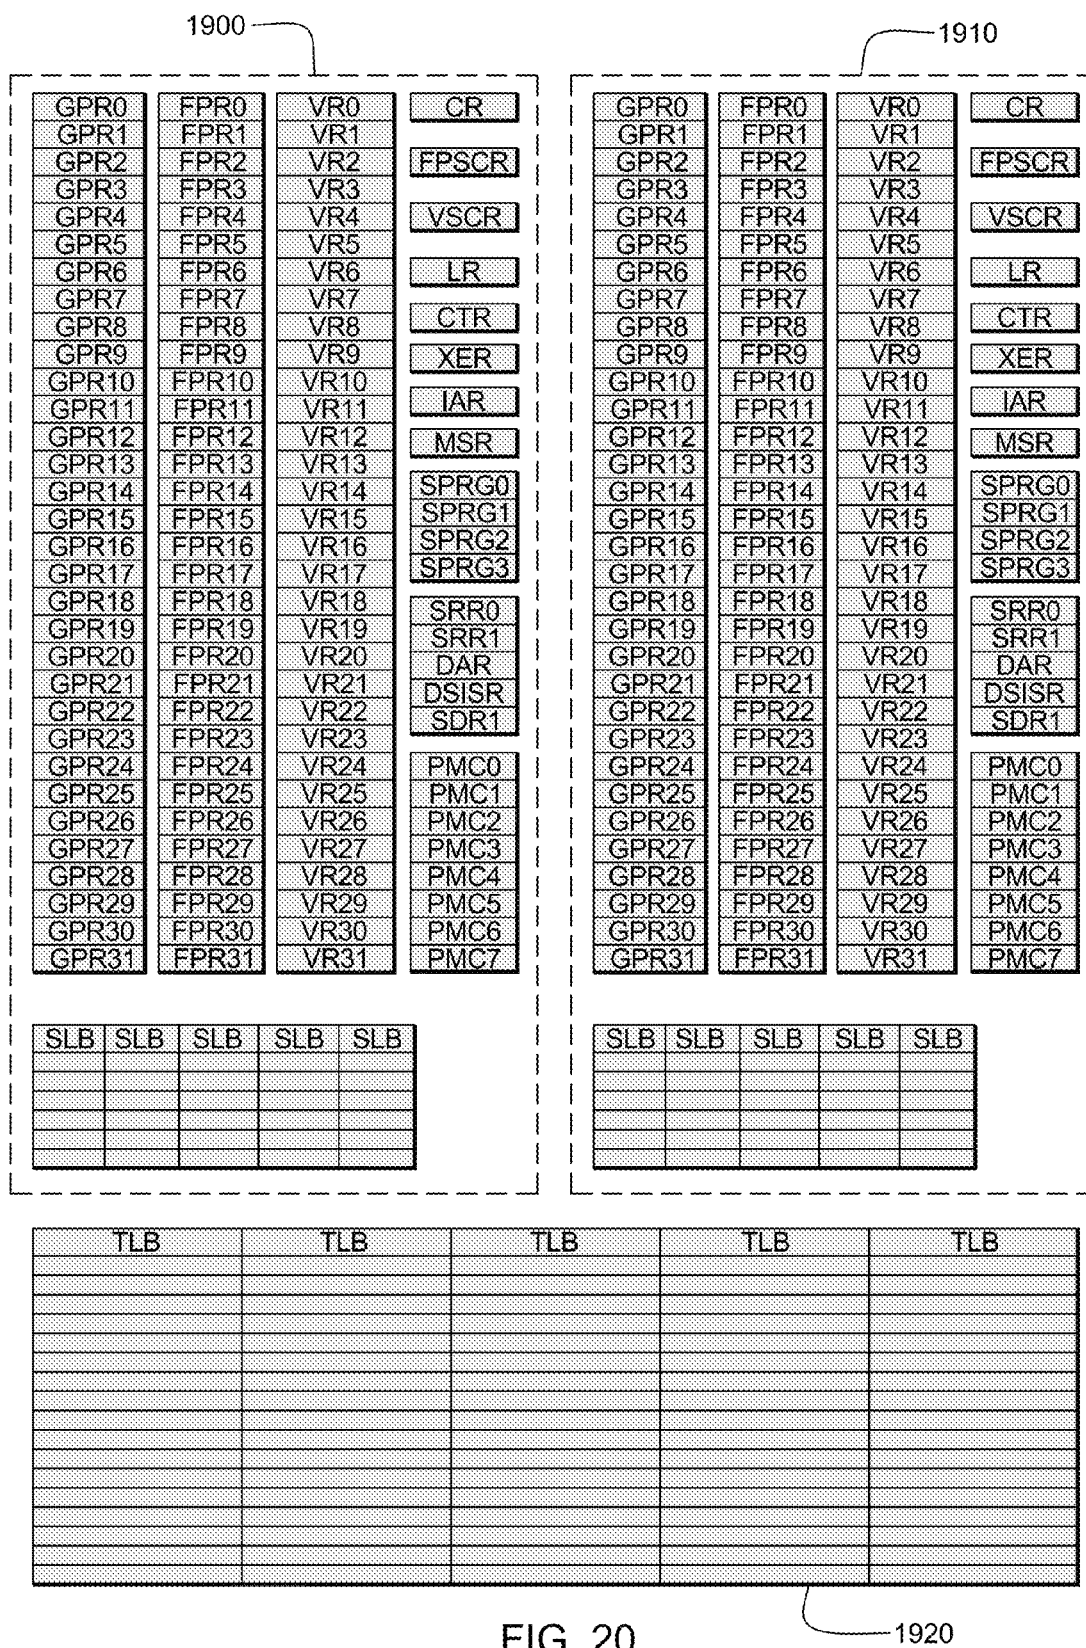 1900
1910
GPR0 FPR0 VR0 CR GPR0 FPR0 VR0 CR
GPR1 FPR1 VR1 GPR1 FPR1 VR1
GPR2 FPR2 VR2 FPSCR GPR2 FPR2 VR2 FPSCR
GPR3 FPR3 VR3 GPR3 FPR3 VR3
GPR4 FPR4 VR4 VSCR GPR4 FPR4 VR4 VSCR
GPR5 FPR5 VR5 GPR5 FPR5 VR5
GPR6 FPR6 VR6 LR GPR6 FPR6 VR6 LR
GPR7 FPR7 VR7 GPR7 FPR7 VR7
GPR8 FPR8 VR8 CTR GPR8 FPR8 VR8 CTR
GPR9 FPR9 VR9 XER GPR9 FPR9 VR9 XER
GPR10 FPR10 VR10 GPR10 FPR10 VR10
GPR11 FPR11 VR11 IAR GPR11 FPR11 VR11 IAR
GPR12 FPR12 VR12 MSR GPR12 FPR12 VR12 MSR
GPR13 FPR13 VR13 GPR13 FPR13 VR13
GPR14 FPR14 VR14 SPRG0 GPR14 FPR14 VR14 SPRG0
GPR15 FPR15 VR15 SPRG1 GPR15 FPR15 VR15 SPRG1
GPR16 FPR16 VR16 SPRG2 GPR16 FPR16 VR16 SPRG2
GPR17 FPR17 VR17 SPRG3 GPR17 FPR17 VR17 SPRG3
GPR18 FPR18 VR18 SRR0 GPR18 FPR18 VR18 SRR0
GPR19 FPR19 VR19 SRR1 GPR19 FPR19 VR19 SRR1
GPR20 FPR20 VR20 DAR GPR20 FPR20 VR20 DAR
GPR21 FPR21 VR21 DSISR GPR21 FPR21 VR21 DSISR
GPR22 FPR22 VR22 SDR1 GPR22 FPR22 VR22 SDR1
GPR23 FPR23 VR23 GPR23 FPR23 VR23
GPR24 FPR24 VR24 PMC0 GPR24 FPR24 VR24 PMC0
GPR25 FPR25 VR25 PMC1 GPR25 FPR25 VR25 PMC1
GPR26 FPR26 VR26 PMC2 GPR26 FPR26 VR26 PMC2
GPR27 FPR27 VR27 PMC3 GPR27 FPR27 VR27 PMC3
GPR28 FPR28 VR28 PMC4 GPR28 FPR28 VR28 PMC4
GPR29 FPR29 VR29 PMC5 GPR29 FPR29 VR29 PMC5
GPR30 FPR30 VR30 PMC6 GPR30 FPR30 VR30 PMC6
GPR31 FPR31 VR31 PMC7 GPR31 FPR31 VR31 PMC7
SLB SLB SLB SLB SLB SLB SLB SLB SLB SLB
TLB TLB TLB TLB TLB
1920
FIG. 20